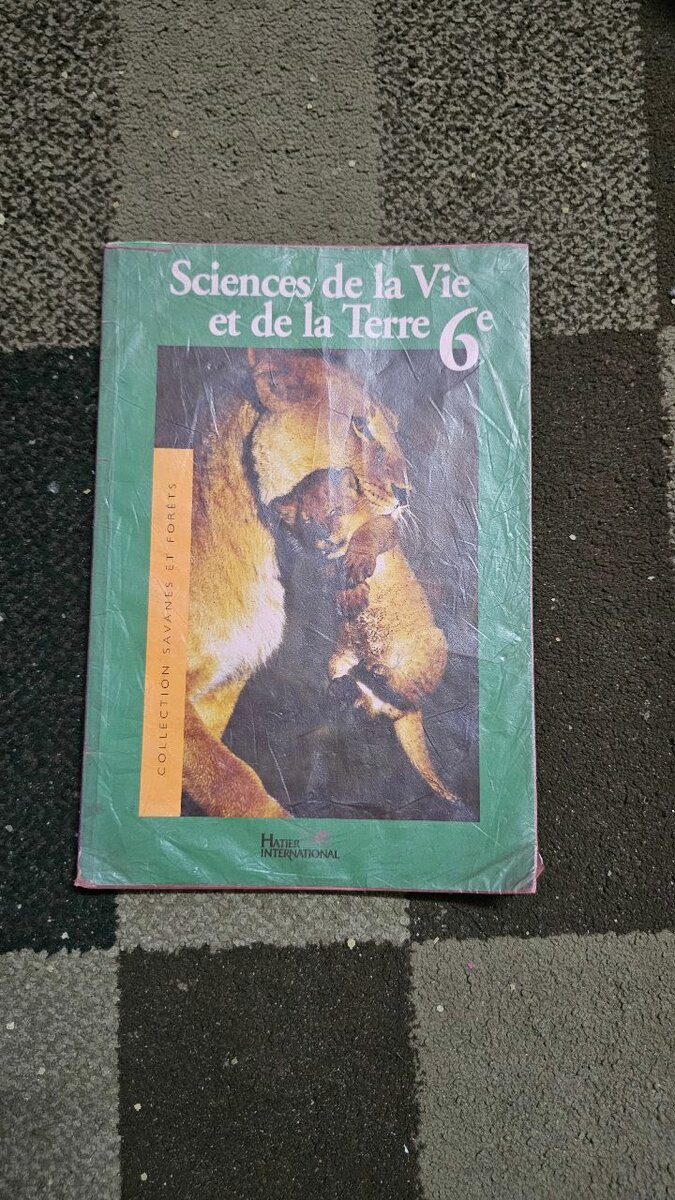 Sciences de la Vie
et de la Terre 6e
COLLECTION SAVANES ET FORÊTS
HATIER
INTERNATIONAL